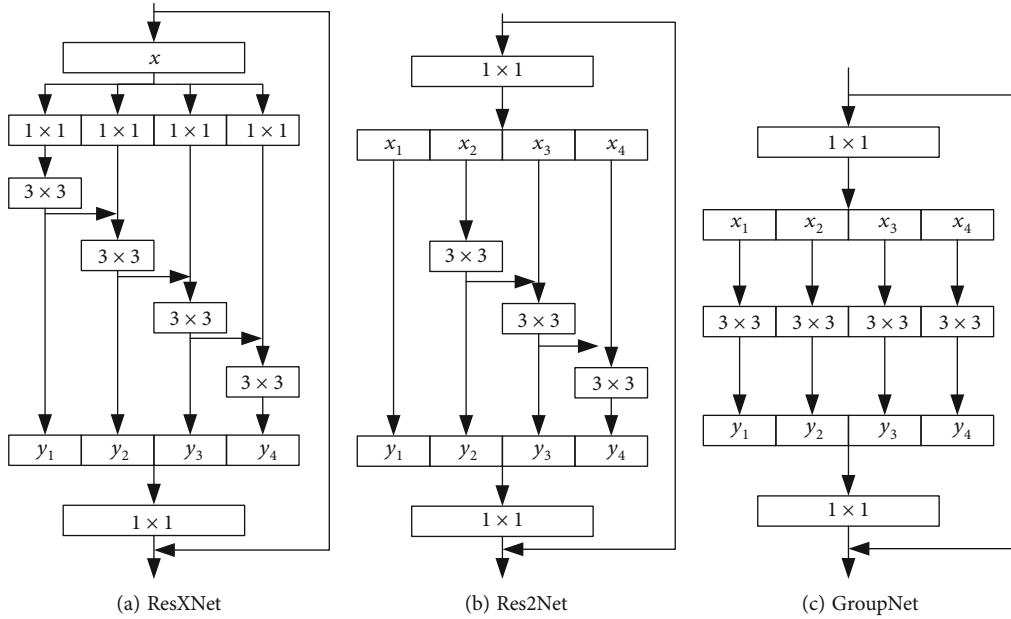 x
1 × 1 1 × 1 1 × 1 1 × 1
3 × 3
3 × 3
3 × 3
3 × 3
y₁ y₂ y₃ y₄
1 × 1
(a) ResXNet
1 × 1
x₁ x₂ x₃ x₄
3 × 3
3 × 3
3 × 3
y₁ y₂ y₃ y₄
1 × 1
(b) Res2Net
1 × 1
x₁ x₂ x₃ x₄
3 × 3 3 × 3 3 × 3 3 × 3
y₁ y₂ y₃ y₄
1 × 1
(c) GroupNet